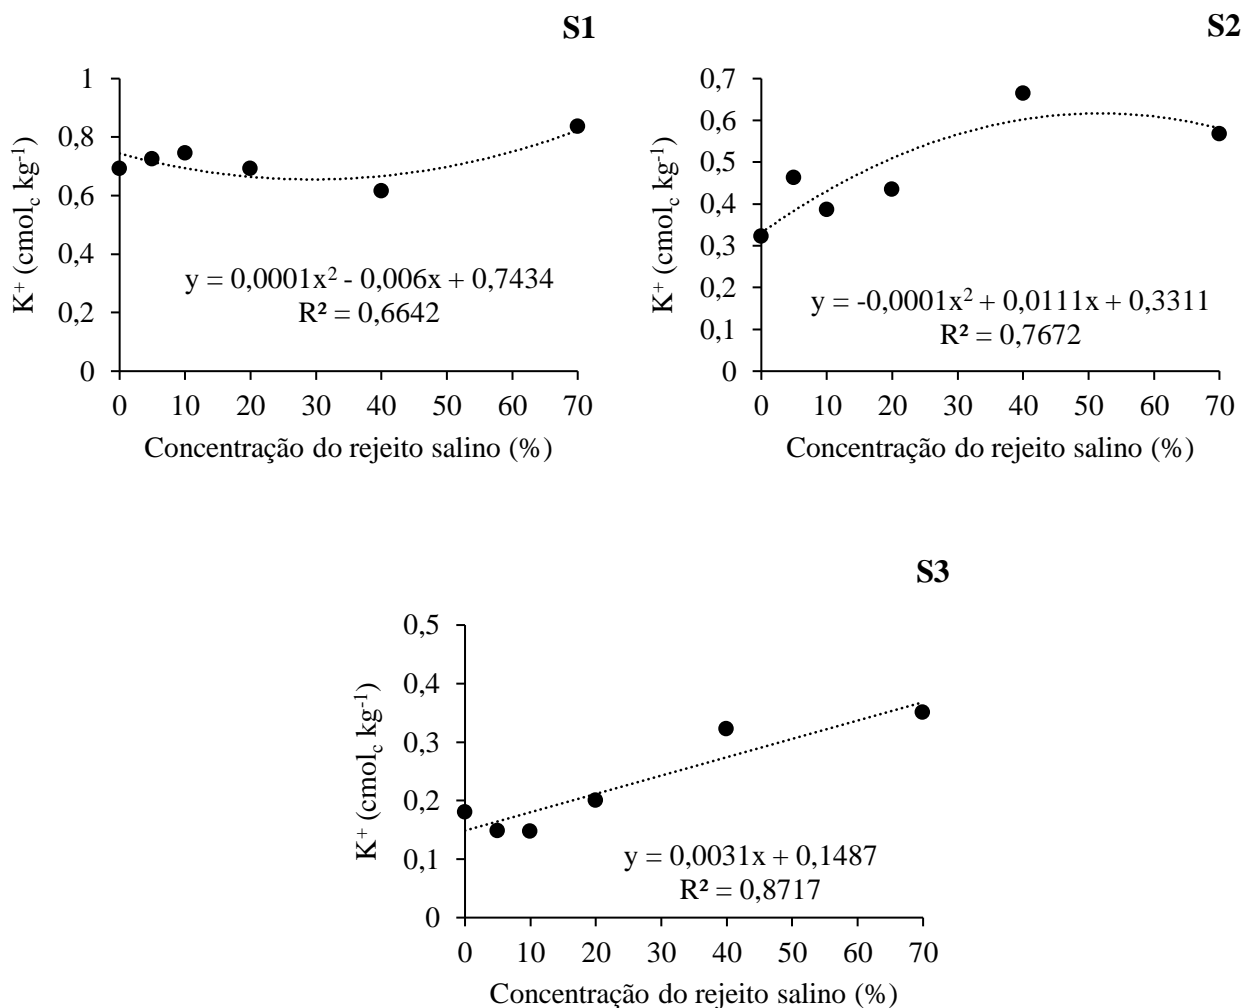 S1
K⁺ (cmol꜀ kg⁻¹)
1
0,8
0,6
0,4
0,2
0
y = 0,0001x² - 0,006x + 0,7434
R² = 0,6642
0 10 20 30 40 50 60 70
Concentração do rejeito salino (%)
S2
K⁺ (cmol꜀ kg⁻¹)
0,7
0,6
0,5
0,4
0,3
0,2
0,1
0
y = -0,0001x² + 0,0111x + 0,3311
R² = 0,7672
0 10 20 30 40 50 60 70
Concentração do rejeito salino (%)
S3
K⁺ (cmol꜀ kg⁻¹)
0,5
0,4
0,3
0,2
0,1
0
y = 0,0031x + 0,1487
R² = 0,8717
0 10 20 30 40 50 60 70
Concentração do rejeito salino (%)